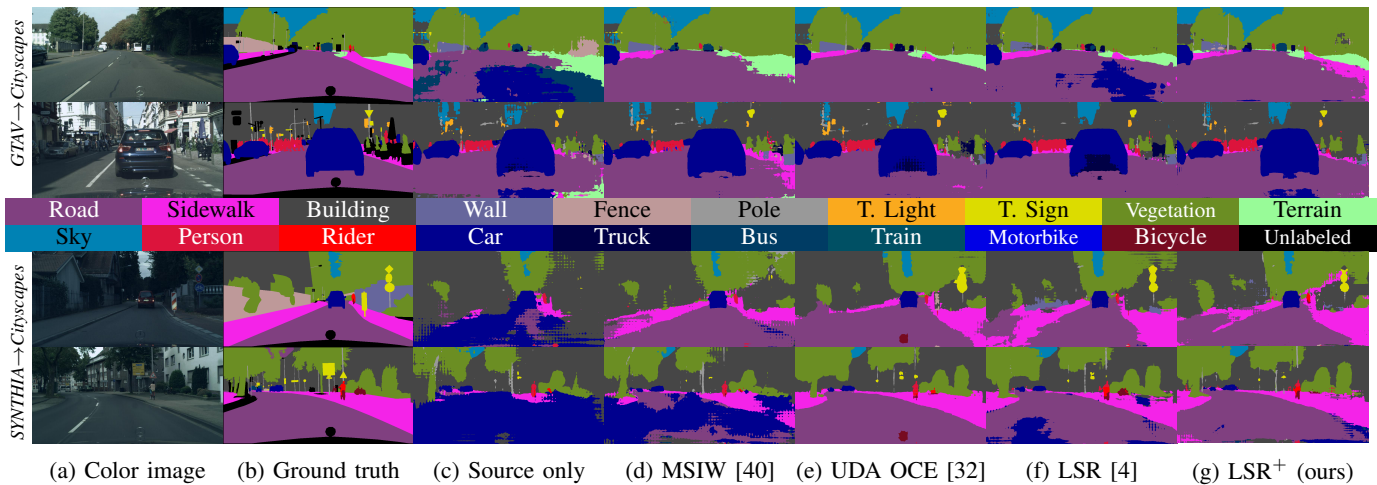 GTAV→Cityscapes
Road Sidewalk Building Wall Fence Pole T. Light T. Sign Vegetation Terrain
Sky Person Rider Car Truck Bus Train Motorbike Bicycle Unlabeled
SYNTHIA→Cityscapes
(a) Color image (b) Ground truth (c) Source only (d) MSIW [40] (e) UDA OCE [32] (f) LSR [4] (g) LSR+ (ours)